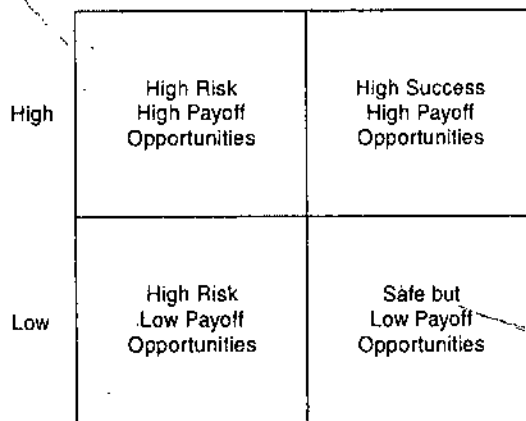 High
High Risk
High Payoff
Opportunities
High Success
High Payoff
Opportunities
Low
High Risk
Low Payoff
Opportunities
Safe but
Low Payoff
Opportunities